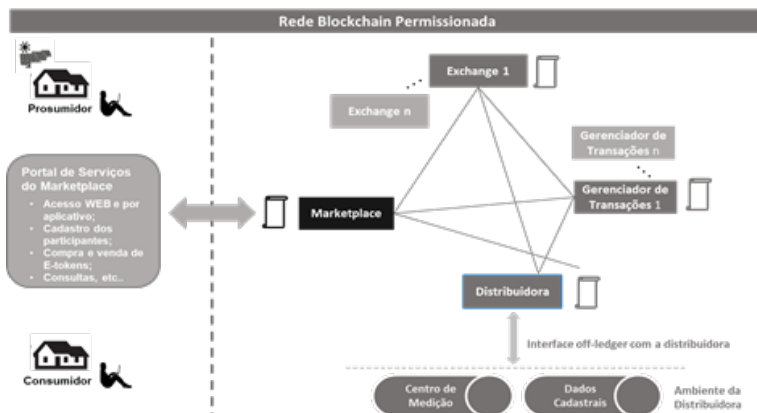 Rede Blockchain Permissionada
Prosumidor
Portal de Serviços
do Marketplace
• Acesso WEB e por
aplicativo;
• Cadastro dos
participantes;
• Compra e venda de
E-tokens;
• Consultas, etc..
Consumidor
Exchange 1
Exchange n
Gerenciador de
Transações n
Gerenciador de
Transações 1
Marketplace
Distribuidora
Interface off-ledger com a distribuidora
Centro de
Medição
Dados
Cadastrais
Ambiente da
Distribuidora